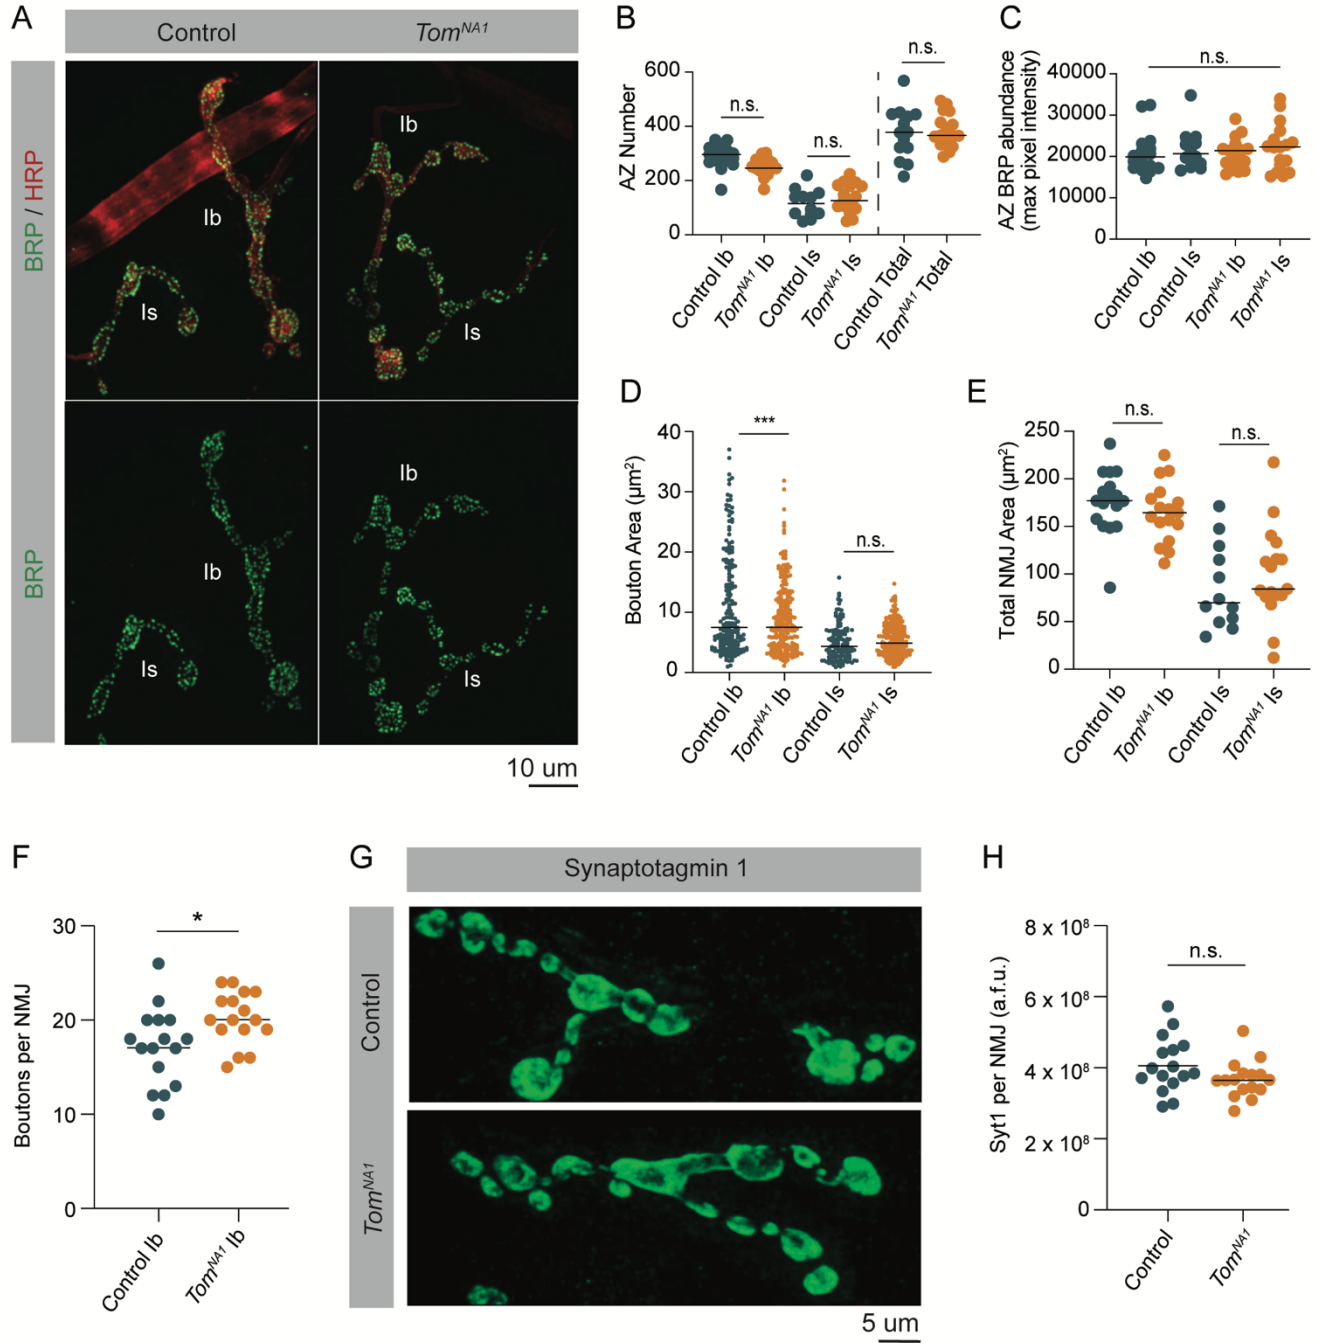 A
Control
Tom^NA1
BRP / HRP
BRP
Ib
Is
Ib
Is
Ib
Is
Ib
Is
10 um
B
AZ Number
600
400
200
0
n.s.
n.s.
n.s.
Control Ib
Tom^NA1 Ib
Control Is
Tom^NA1 Is
Control Total
Tom^NA1 Total
C
AZ BRP abundance
(max pixel intensity)
40000
30000
20000
10000
0
n.s.
Control Ib
Control Is
Tom^NA1 Ib
Tom^NA1 Is
D
Bouton Area (µm²)
40
30
20
10
0
***
n.s.
Control Ib
Tom^NA1 Ib
Control Is
Tom^NA1 Is
E
Total NMJ Area (µm²)
250
200
150
100
50
0
n.s.
n.s.
Control Ib
Tom^NA1 Ib
Control Is
Tom^NA1 Is
F
Boutons per NMJ
30
20
10
0
*
Control Ib
Tom^NA1 Ib
G
Synaptotagmin 1
Control
Tom^NA1
5 um
H
Syt1 per NMJ (a.f.u.)
8 x 10⁸
6 x 10⁸
4 x 10⁸
2 x 10⁸
0
n.s.
Control
Tom^NA1